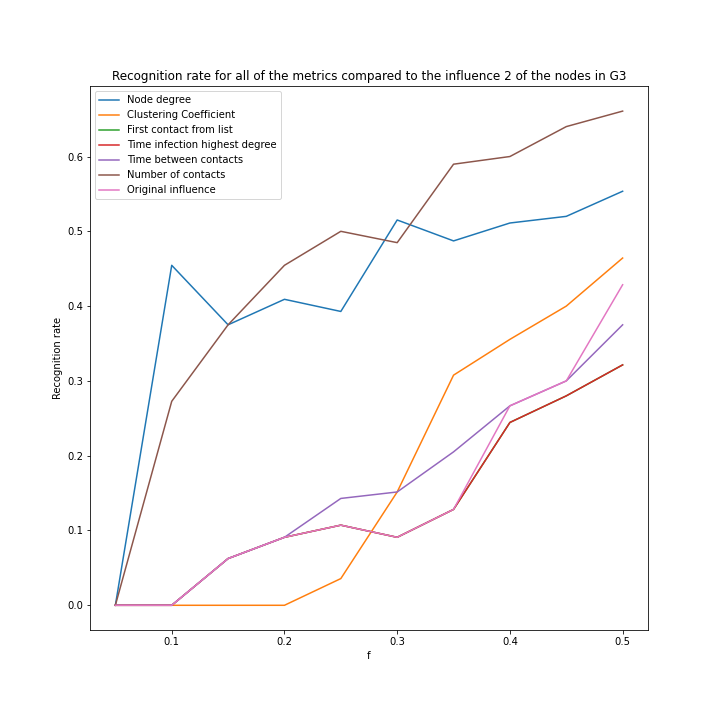 Recognition rate for all of the metrics compared to the influence 2 of the nodes in G3
Node degree
Clustering Coefficient
First contact from list
Time infection highest degree
Time between contacts
Number of contacts
Original influence
0.6
0.5
0.4
0.3
0.2
0.1
0.0
Recognition rate
0.1 0.2 0.3 0.4 0.5
f